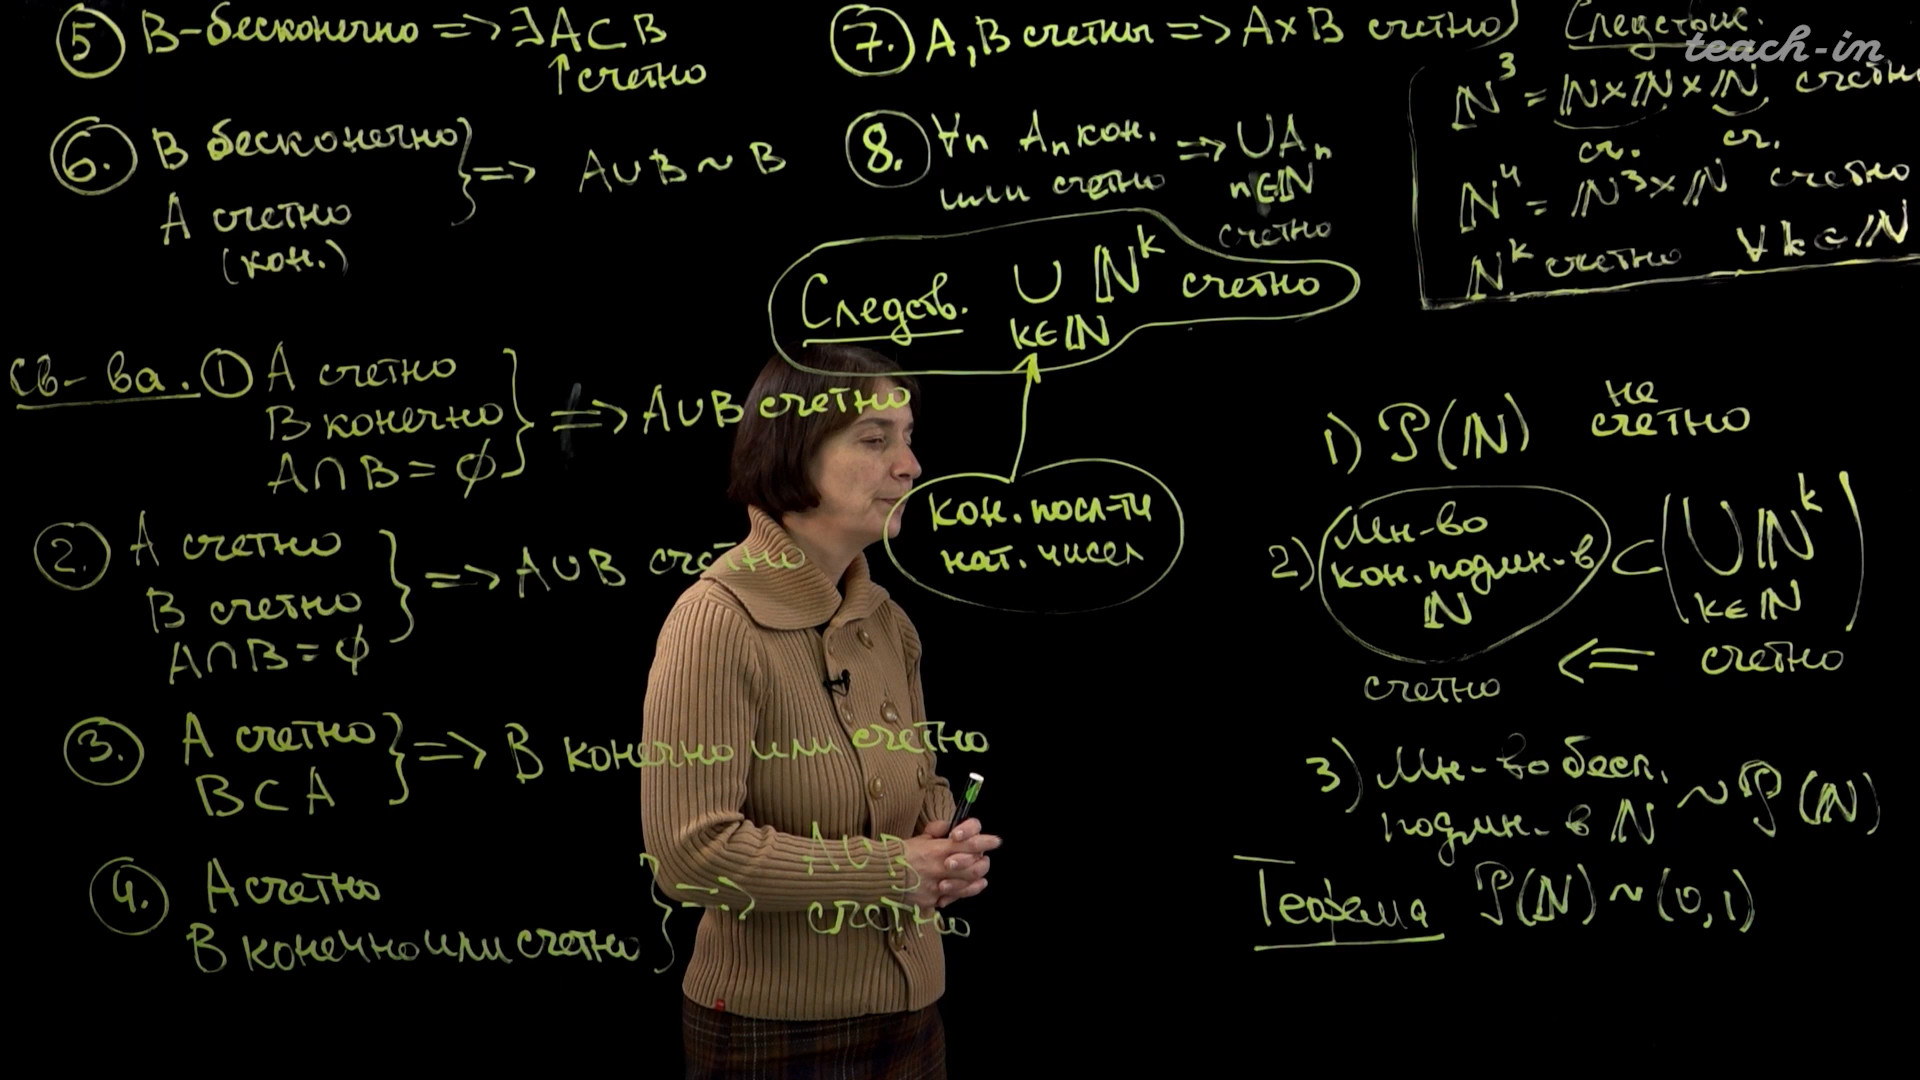 ⑤ В-бесконечно => ∃A⊂B
↑счетно
⑥. В бесконечно
А счетно
(кон.)
} => A∪B ~ B
⑦. А, В счетны => A×B счетно
⑧. ∀n Aₙ кон.
или счетно
=> ∪Aₙ
n∈ℕ
счетно
Следствие.
teach-in
ℕ³ = ℕ×ℕ×ℕ счетно
сч. сч.
ℕ⁴ = ℕ³×ℕ счетно
ℕᵏ счетно ∀k∈ℕ
Следств. ∪ ℕᵏ счетно
k∈ℕ
кон. посл-ти
нат. чисел
Св-ва. ① А счетно
В конечно
A∩B = ∅
} => A∪B счетно
②. А счетно
В счетно
A∩B = ∅
} => A∪B счетно
③. А счетно
B⊂A
} => В конечно или счетно
④. А счетно
В конечно или счетно
} => A∪B
счетно
1) 𝒫(ℕ) не
счетно
2) Мн-во
кон. подмн-в
ℕ
⊂ (∪ℕᵏ)
k∈ℕ
счетно <= счетно
3) Мн-во беск.
подмн-в ℕ ~ 𝒫(ℕ)
Теорема 𝒫(ℕ) ~ (0,1)